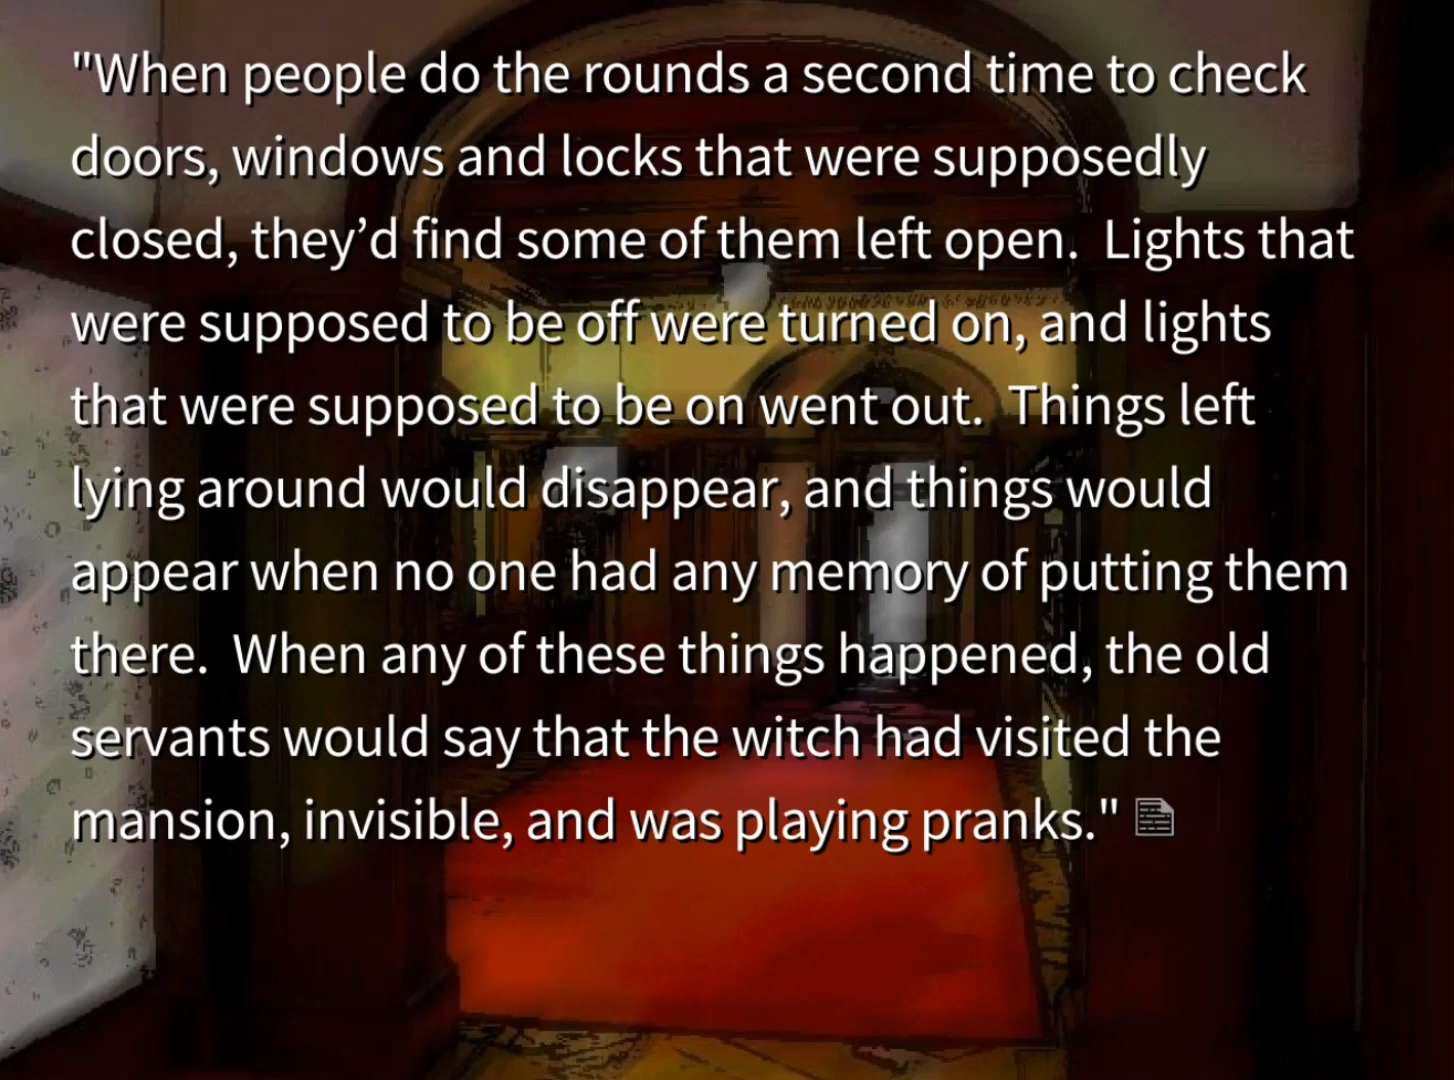 "When people do the rounds a second time to check
doors, windows and locks that were supposedly
closed, they’d find some of them left open.  Lights that
were supposed to be off were turned on, and lights
that were supposed to be on went out.  Things left
lying around would disappear, and things would
appear when no one had any memory of putting them
there.  When any of these things happened, the old
servants would say that the witch had visited the
mansion, invisible, and was playing pranks."